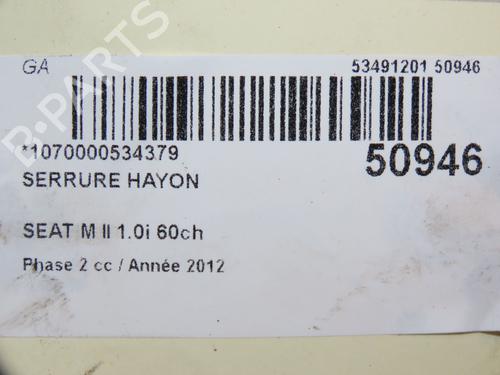 GA 53491201 50946
*1070000534379 50946
SERRURE HAYON
SEAT M II 1.0i 60ch
Phase 2 cc / Année 2012
B-PARTS